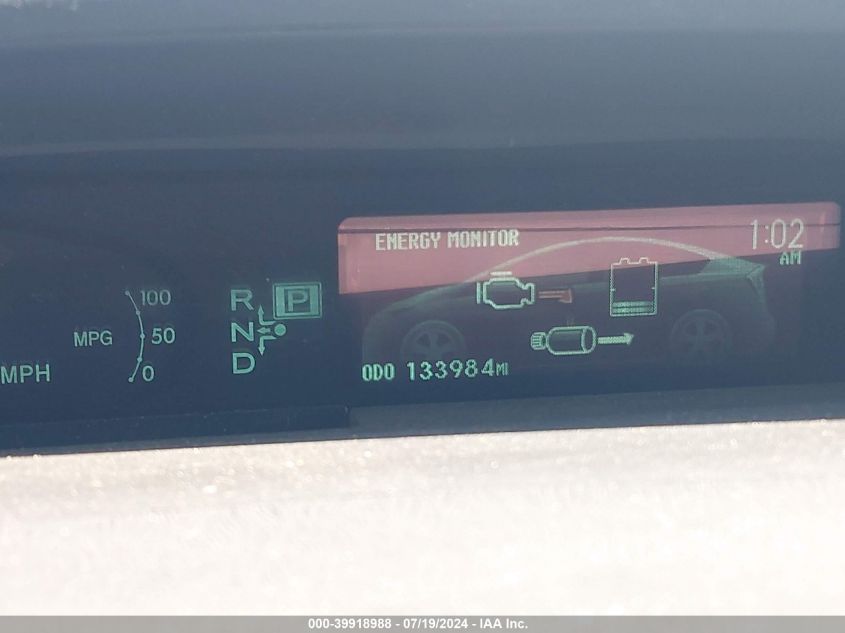 ENERGY MONITOR
1:02
AM
100
MPG 50
0
MPH
R P
N
D
ODO 133984MI
000-39918988 - 07/19/2024 - IAA Inc.